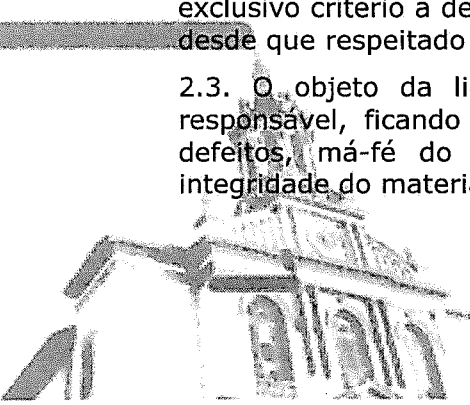 exclusivo critério a de
desde que respeitado
2.3. O objeto da li
responsável, ficando
defeitos, má-fé do
integridade do materia